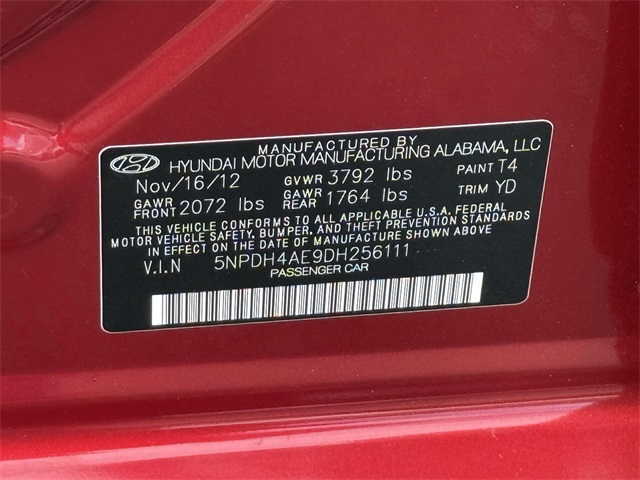 MANUFACTURED BY
HYUNDAI MOTOR MANUFACTURING ALABAMA, LLC
Nov/16/12 GVWR 3792 lbs PAINT T4
GAWR FRONT 2072 lbs GAWR REAR 1764 lbs TRIM YD
THIS VEHICLE CONFORMS TO ALL APPLICABLE U.S.A. FEDERAL
MOTOR VEHICLE SAFETY, BUMPER, AND THEFT PREVENTION
STANDARDS IN EFFECT ON THE DATE OF MANUFACTURE SHOWN ABOVE
V.I.N 5NPDH4AE9DH256111
PASSENGER CAR